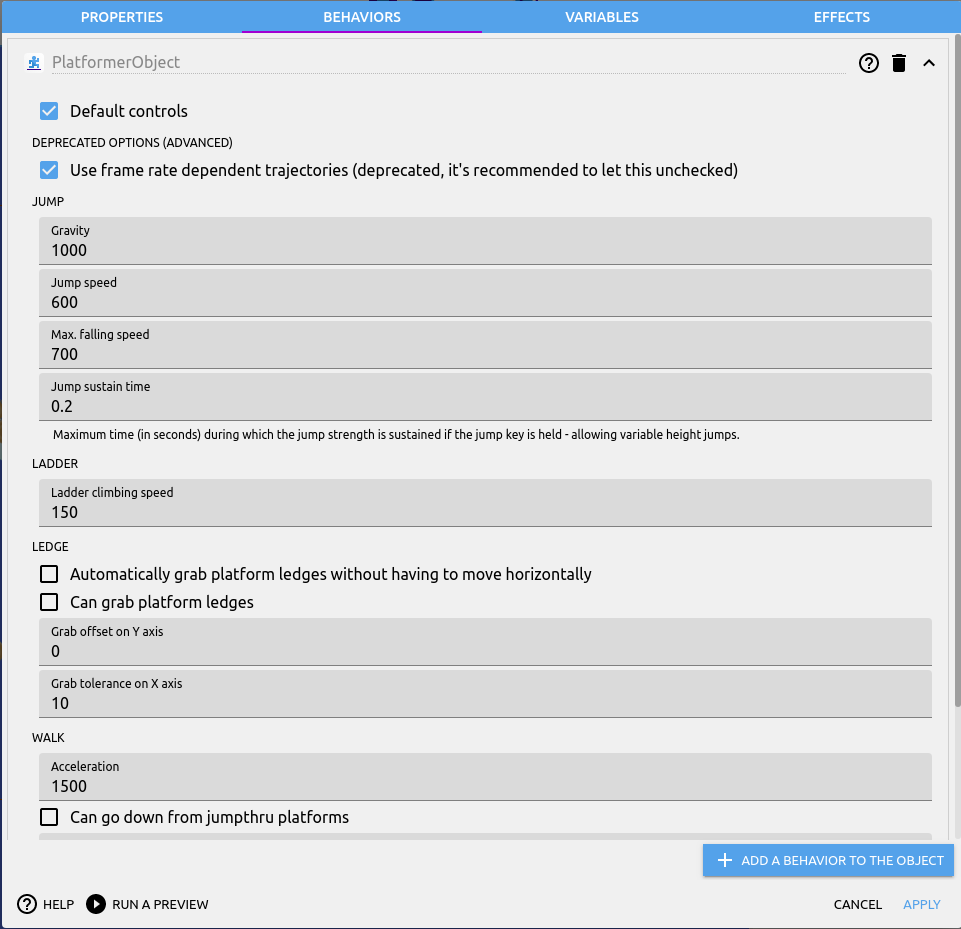 PROPERTIES BEHAVIORS VARIABLES EFFECTS
PlatformerObject
Default controls
DEPRECATED OPTIONS (ADVANCED)
Use frame rate dependent trajectories (deprecated, it's recommended to let this unchecked)
JUMP
Gravity
1000
Jump speed
600
Max. falling speed
700
Jump sustain time
0.2
Maximum time (in seconds) during which the jump strength is sustained if the jump key is held - allowing variable height jumps.
LADDER
Ladder climbing speed
150
LEDGE
Automatically grab platform ledges without having to move horizontally
Can grab platform ledges
Grab offset on Y axis
0
Grab tolerance on X axis
10
WALK
Acceleration
1500
Can go down from jumpthru platforms
ADD A BEHAVIOR TO THE OBJECT
HELP RUN A PREVIEW CANCEL APPLY